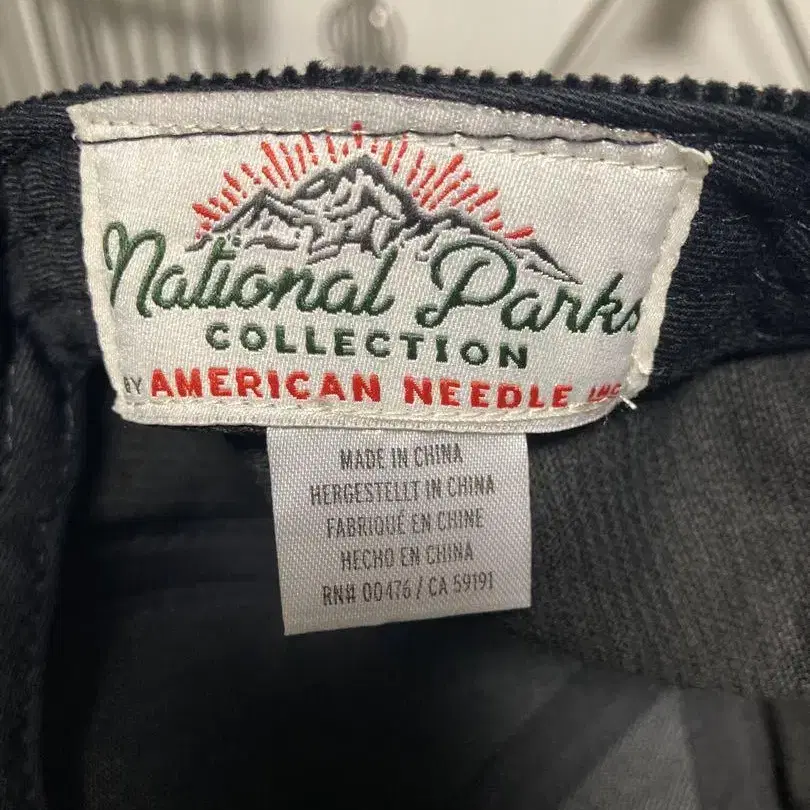 National Parks
COLLECTION
BY AMERICAN NEEDLE INC
MADE IN CHINA
HERGESTELLT IN CHINA
FABRIQUÉ EN CHINE
HECHO EN CHINA
RN# 00476 / CA 59191